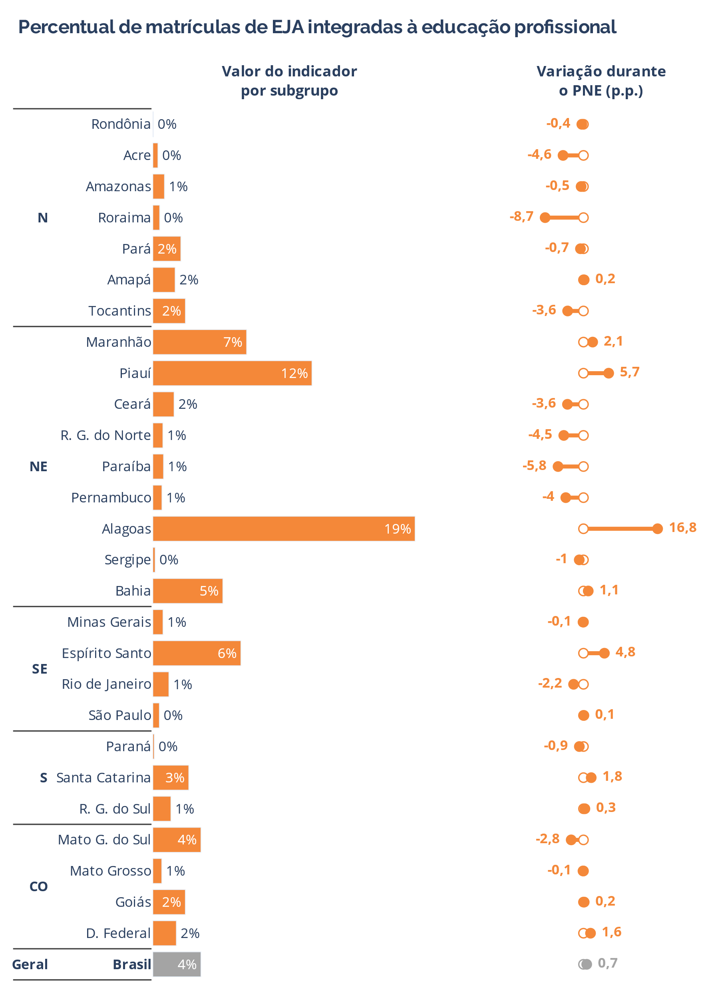 Percentual de matrículas de EJA integradas à educação profissional
Valor do indicador
por subgrupo
Variação durante
o PNE (p.p.)
Rondônia 0% -0,4
Acre 0% -4,6
Amazonas 1% -0,5
N Roraima 0% -8,7
Pará 2% -0,7
Amapá 2% 0,2
Tocantins 2% -3,6
Maranhão 7% 2,1
Piauí 12% 5,7
Ceará 2% -3,6
R. G. do Norte 1% -4,5
NE Paraíba 1% -5,8
Pernambuco 1% -4
Alagoas 19% 16,8
Sergipe 0% -1
Bahia 5% 1,1
Minas Gerais 1% -0,1
Espírito Santo 6% 4,8
SE
Rio de Janeiro 1% -2,2
São Paulo 0% 0,1
Paraná 0% -0,9
S Santa Catarina 3% 1,8
R. G. do Sul 1% 0,3
Mato G. do Sul 4% -2,8
Mato Grosso 1% -0,1
CO
Goiás 2% 0,2
D. Federal 2% 1,6
Geral Brasil 4% 0,7